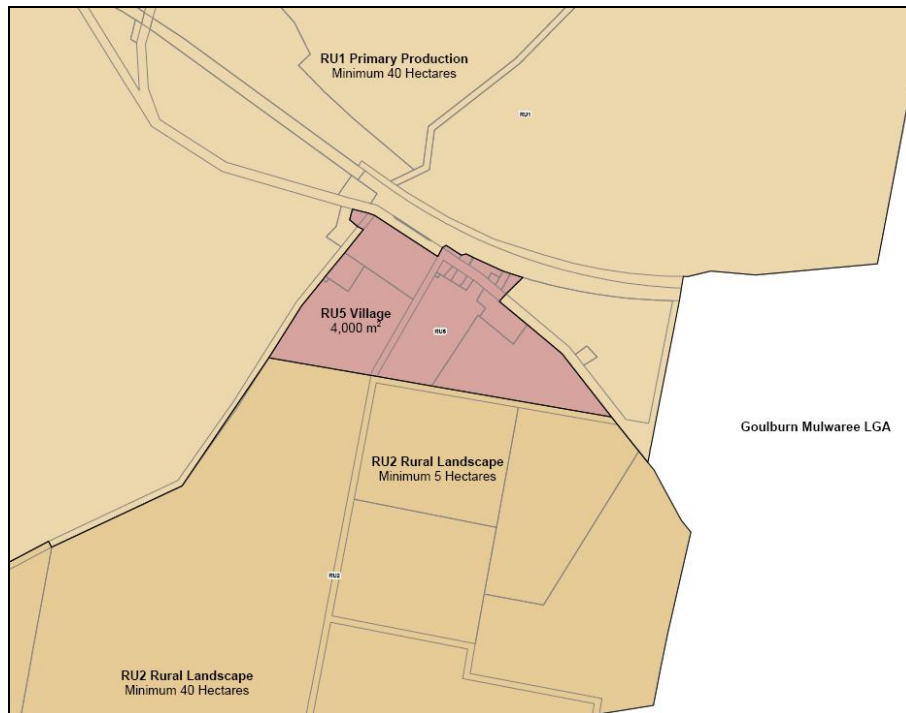 RU1 Primary Production
Minimum 40 Hectares
RU1
RU5 Village
4,000 m²
RU5
Goulburn Mulwaree LGA
RU2 Rural Landscape
Minimum 5 Hectares
RU2
RU2 Rural Landscape
Minimum 40 Hectares